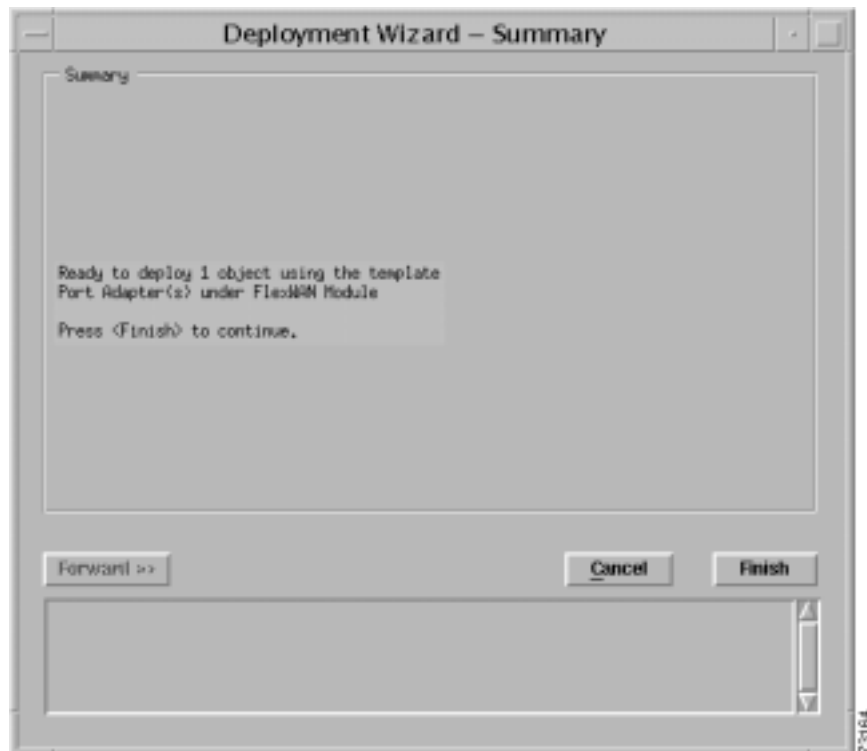 Deployment Wizard – Summary
Summary
Ready to deploy 1 object using the template
Port Adapter(s) under FlexWAN Module
Press <Finish> to continue.
Forward >>
Cancel
Finish